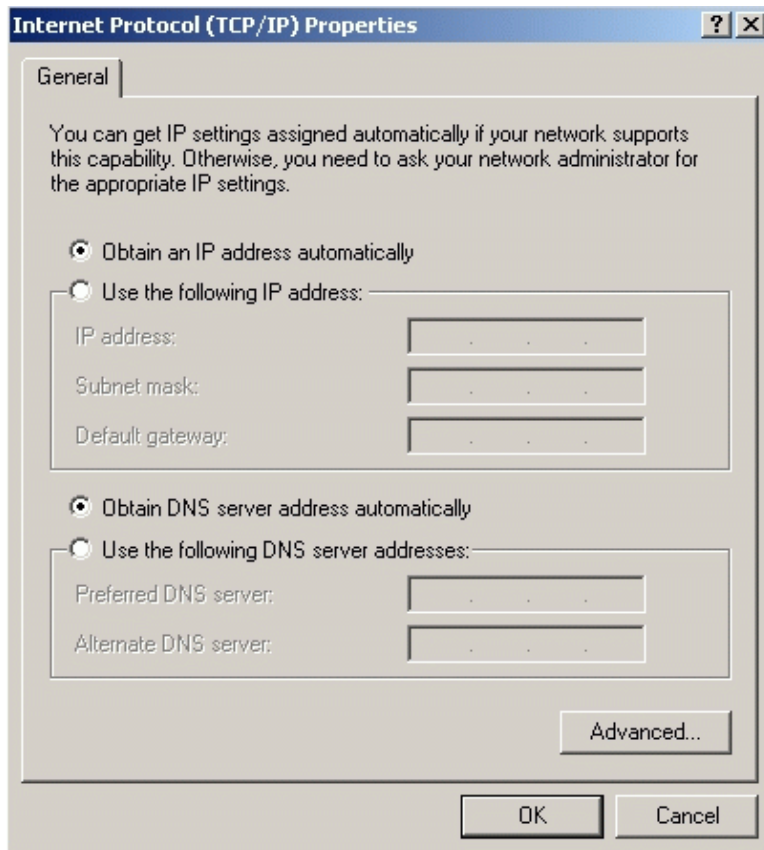 Internet Protocol (TCP/IP) Properties
General
You can get IP settings assigned automatically if your network supports
this capability. Otherwise, you need to ask your network administrator for
the appropriate IP settings.
Obtain an IP address automatically
Use the following IP address:
IP address:
Subnet mask:
Default gateway:
Obtain DNS server address automatically
Use the following DNS server addresses:
Preferred DNS server:
Alternate DNS server:
Advanced...
OK Cancel